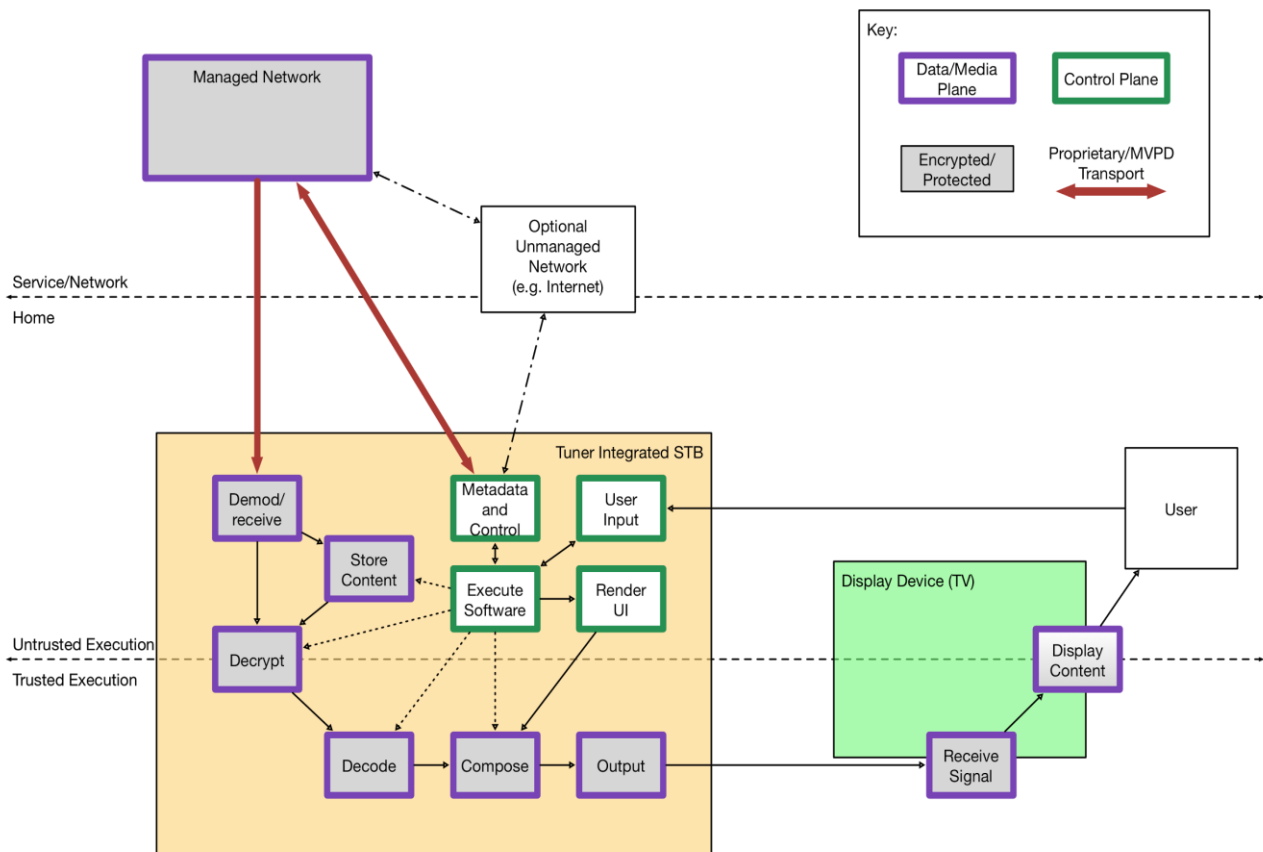 Managed Network
Key:
Data/Media
Plane
Control Plane
Encrypted/
Protected
Proprietary/MVPD
Transport
Optional
Unmanaged
Network
(e.g. Internet)
Service/Network
Home
Tuner Integrated STB
Demod/
receive
Metadata
and
Control
User
Input
User
Store
Content
Execute
Software
Render
UI
Display Device (TV)
Untrusted Execution
Trusted Execution
Decrypt
Display
Content
Decode
Compose
Output
Receive
Signal